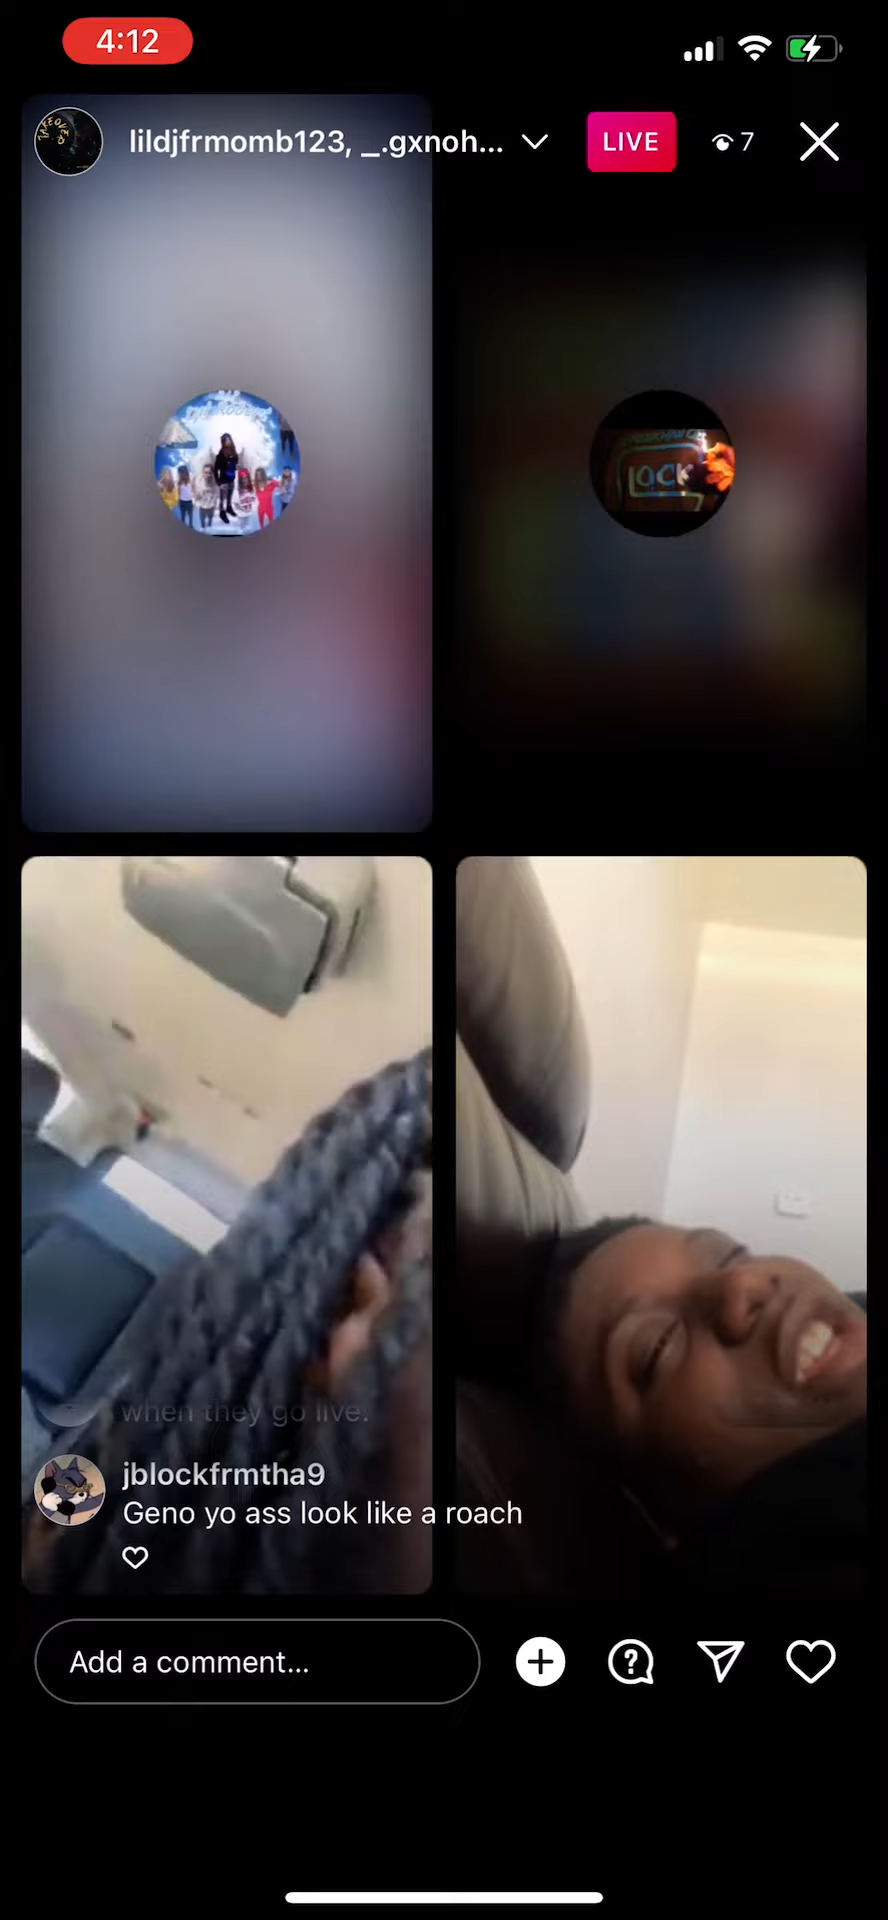 4:12
lildjfrmomb123, _.gxnoh...
LIVE
7
LOCK
when they go live.
jblockfrmtha9
Geno yo ass look like a roach
Add a comment...